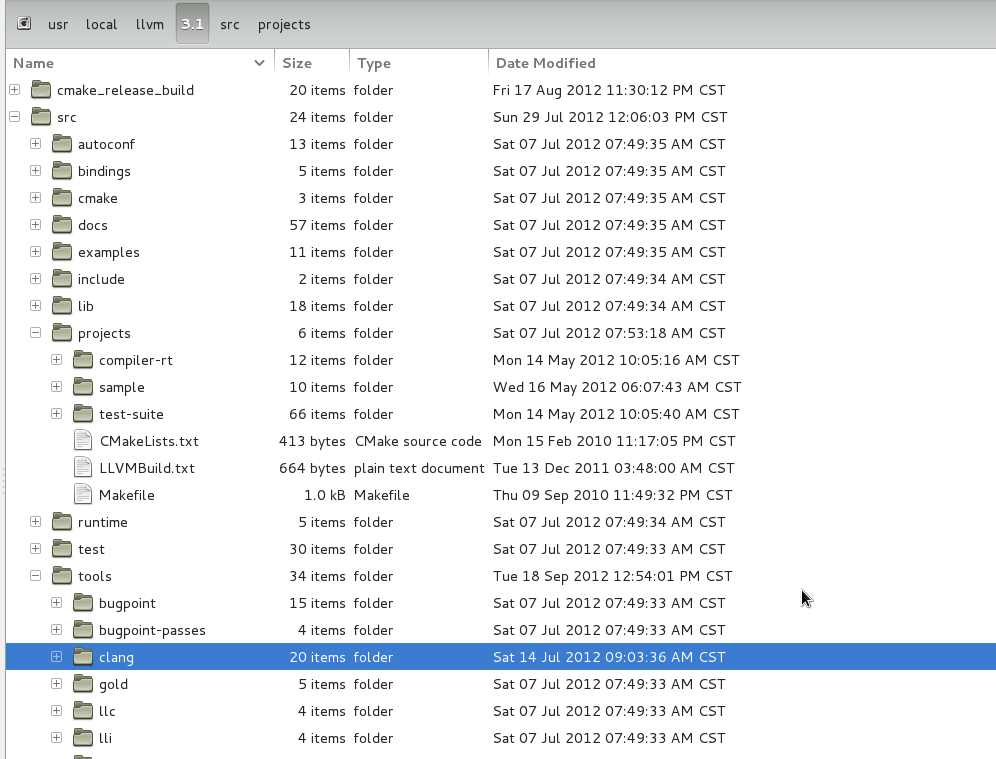 usr local llvm 3.1 src projects
Name Size Type Date Modified
cmake_release_build 20 items folder Fri 17 Aug 2012 11:30:12 PM CST
src 24 items folder Sun 29 Jul 2012 12:06:03 PM CST
autoconf 13 items folder Sat 07 Jul 2012 07:49:35 AM CST
bindings 5 items folder Sat 07 Jul 2012 07:49:35 AM CST
cmake 3 items folder Sat 07 Jul 2012 07:49:35 AM CST
docs 57 items folder Sat 07 Jul 2012 07:49:35 AM CST
examples 11 items folder Sat 07 Jul 2012 07:49:35 AM CST
include 2 items folder Sat 07 Jul 2012 07:49:34 AM CST
lib 18 items folder Sat 07 Jul 2012 07:49:34 AM CST
projects 6 items folder Sat 07 Jul 2012 07:53:18 AM CST
compiler-rt 12 items folder Mon 14 May 2012 10:05:16 AM CST
sample 10 items folder Wed 16 May 2012 06:07:43 AM CST
test-suite 66 items folder Mon 14 May 2012 10:05:40 AM CST
CMakeLists.txt 413 bytes CMake source code Mon 15 Feb 2010 11:17:05 PM CST
LLVMBuild.txt 664 bytes plain text document Tue 13 Dec 2011 03:48:00 AM CST
Makefile 1.0 kB Makefile Thu 09 Sep 2010 11:49:32 PM CST
runtime 5 items folder Sat 07 Jul 2012 07:49:34 AM CST
test 30 items folder Sat 07 Jul 2012 07:49:33 AM CST
tools 34 items folder Tue 18 Sep 2012 12:54:01 PM CST
bugpoint 15 items folder Sat 07 Jul 2012 07:49:33 AM CST
bugpoint-passes 4 items folder Sat 07 Jul 2012 07:49:33 AM CST
clang 20 items folder Sat 14 Jul 2012 09:03:36 AM CST
gold 5 items folder Sat 07 Jul 2012 07:49:33 AM CST
llc 4 items folder Sat 07 Jul 2012 07:49:33 AM CST
lli 4 items folder Sat 07 Jul 2012 07:49:33 AM CST